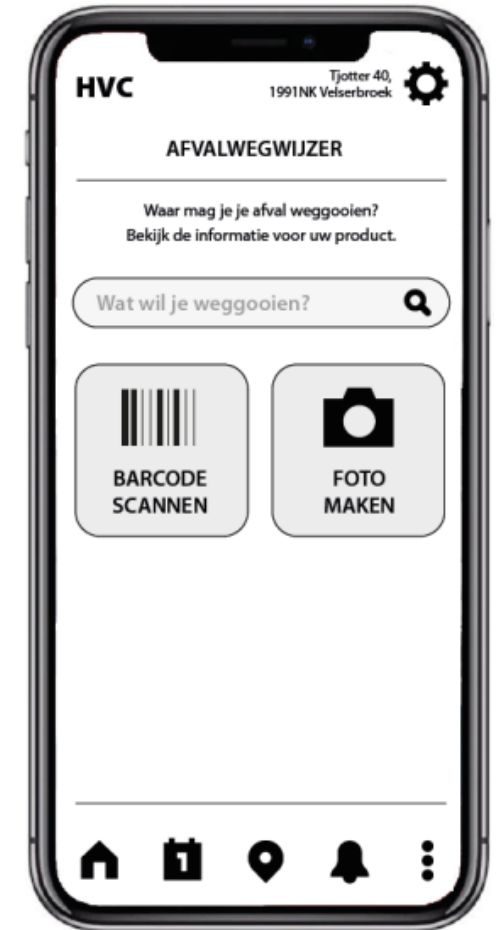 HVC
Tjotter 40,
1991NK Velserbroek
AFVALWEGWIJZER
Waar mag je je afval weggooien?
Bekijk de informatie voor uw product.
Wat wil je weggooien?
BARCODE
SCANNEN
FOTO
MAKEN
1